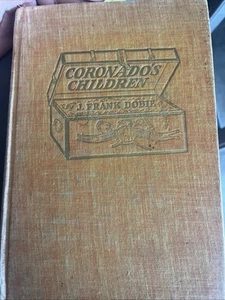 CORONADO'S
CHILDREN
BY J. FRANK DOBIE